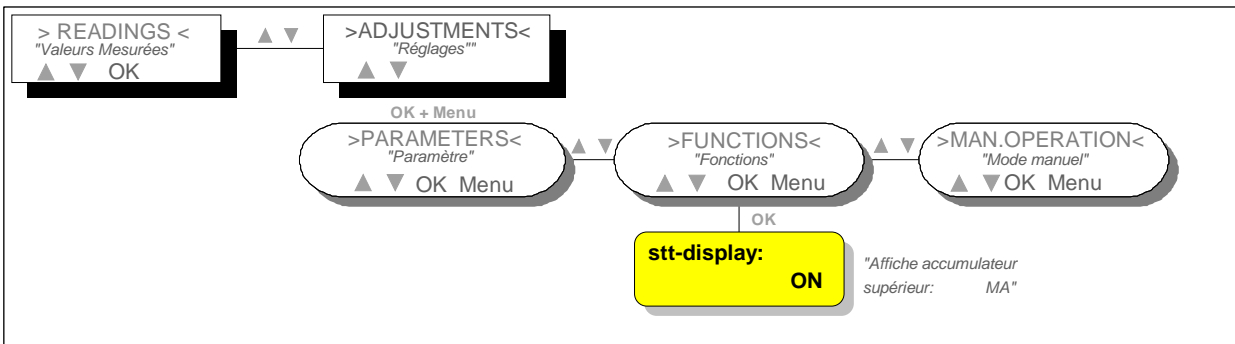 > READINGS <
"Valeurs Mesurées"
▲ ▼ OK
▲ ▼
>ADJUSTMENTS<
"Réglages""
▲ ▼
OK + Menu
>PARAMETERS<
"Paramètre"
▲ ▼ OK Menu
▲ ▼
>FUNCTIONS<
"Fonctions"
▲ ▼ OK Menu
▲ ▼
>MAN.OPERATION<
"Mode manuel"
▲ ▼ OK Menu
OK
stt-display:
ON
"Affiche accumulateur
supérieur: MA"